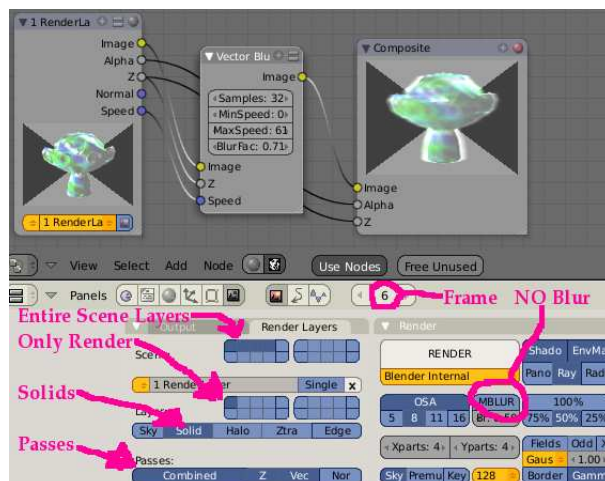 1 RenderLa
Image
Alpha
Z
Normal
Speed
1 RenderLa
Vector Blu
Image
Samples: 32
MinSpeed: 0
MaxSpeed: 61
BlurFac: 0.71
Image
Z
Speed
Composite
Image
Alpha
Z
View Select Add Node Use Nodes Free Unused
Panels 6 Frame NO Blur
Entire Scene Layers
Output Render Layers Render
Only Render
RENDER Shado EnvMa
Blender Internal Pano Ray Rad
1 Render Single x
Solids
OSA MBLUR 100%
5 8 11 16 75% 50% 25%
Sky Solid Halo Ztra Edge
Passes
Xparts: 4 Yparts: 4 Fields Odd X
Gaus 1.00
Passes:
Combined Z Vec Nor
Sky Premu Key 128 Border Gamm